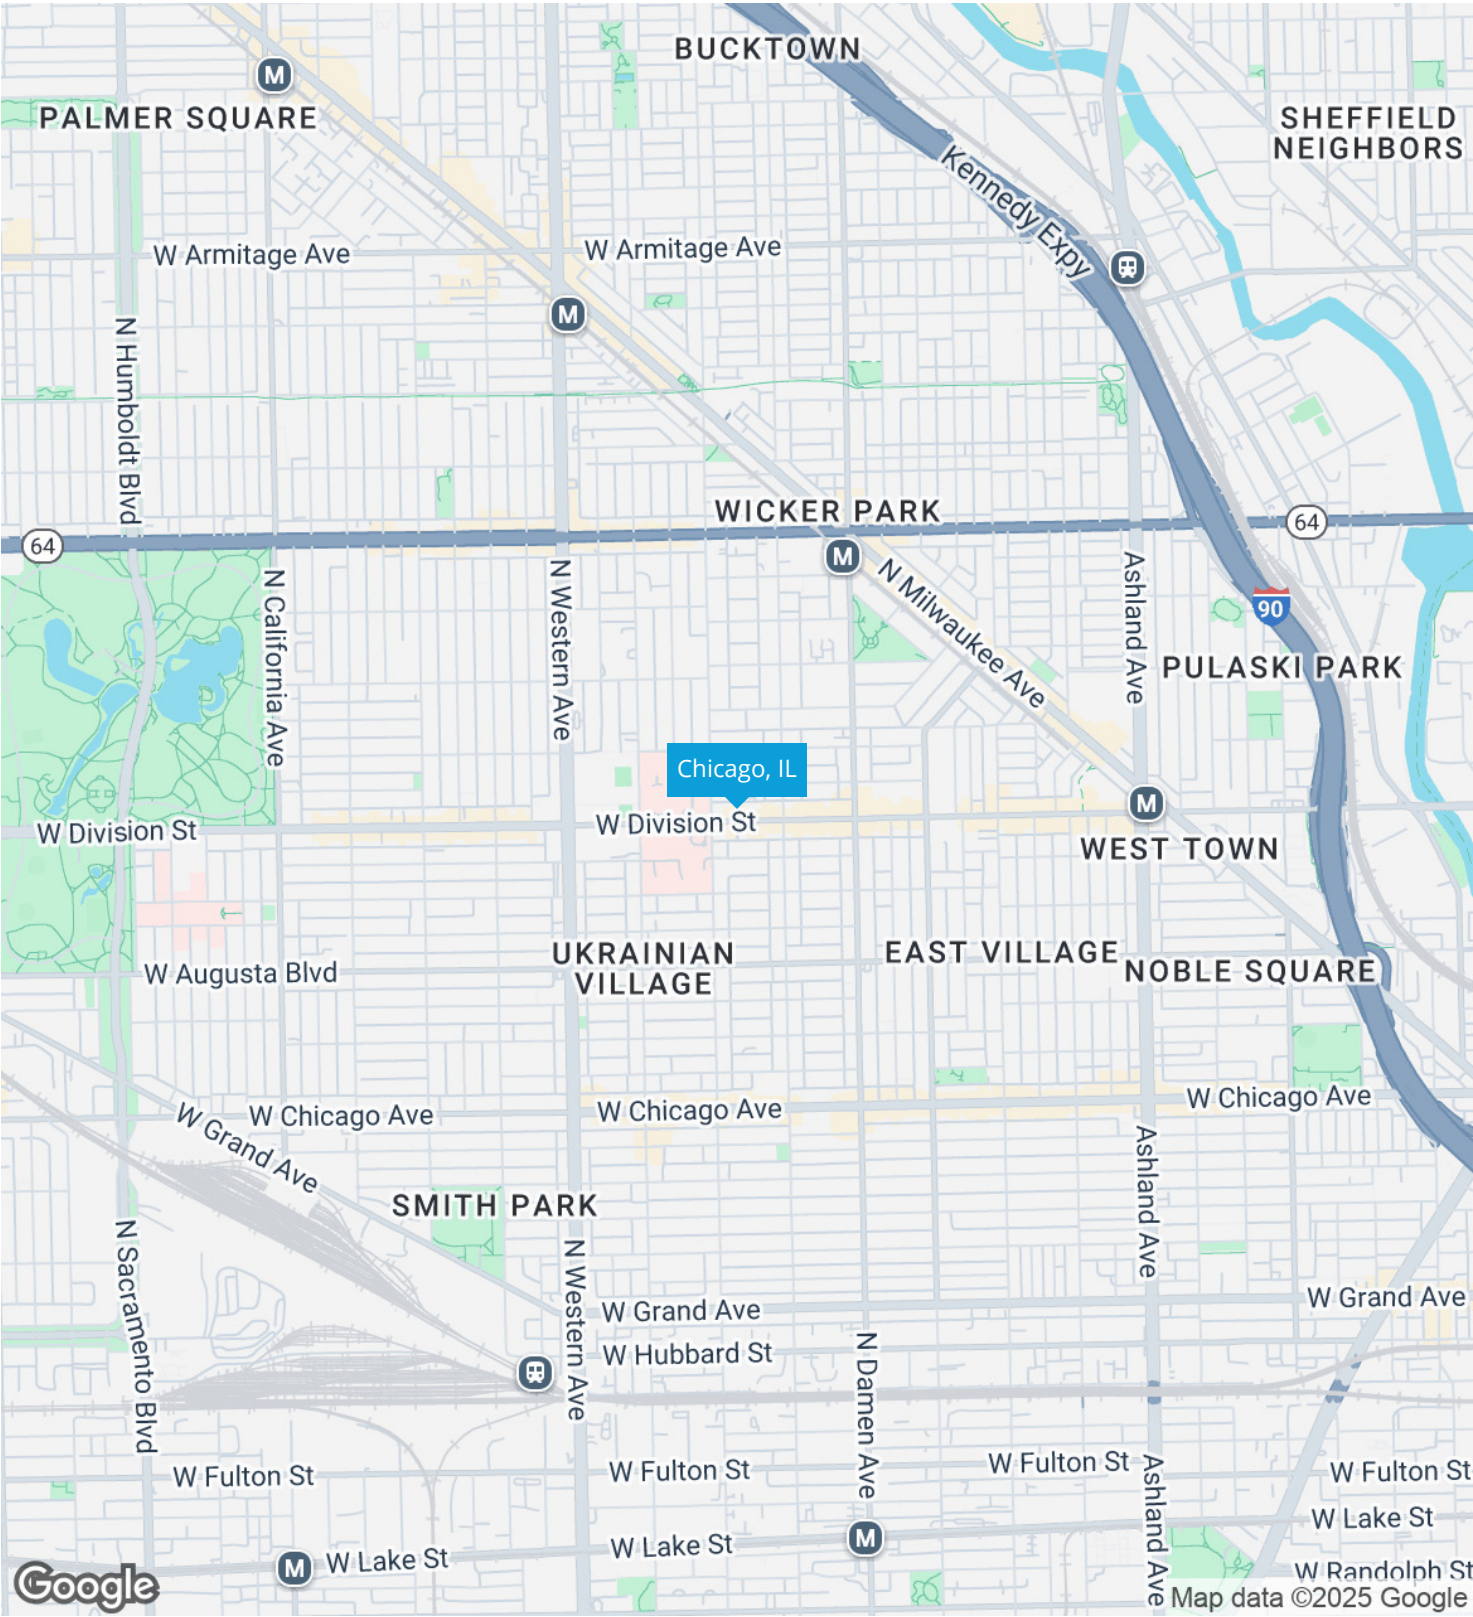 BUCKTOWN
M
PALMER SQUARE
SHEFFIELD
NEIGHBORS
Kennedy Expy
W Armitage Ave
W Armitage Ave
M
N Humboldt Blvd
WICKER PARK
64
64
M
N California Ave
N Western Ave
N Milwaukee Ave
Ashland Ave
90
PULASKI PARK
Chicago, IL
M
W Division St
W Division St
WEST TOWN
UKRAINIAN
VILLAGE
EAST VILLAGE
NOBLE SQUARE
W Augusta Blvd
W Chicago Ave
W Chicago Ave
W Chicago Ave
W Grand Ave
SMITH PARK
Ashland Ave
N Sacramento Blvd
N Western Ave
W Grand Ave
W Grand Ave
W Hubbard St
N Damen Ave
W Fulton St
W Fulton St
W Fulton St
W Fulton St
Ashland Ave
W Lake St
W Lake St
M
M
W Lake St
W Randolph St
Google
Map data ©2025 Google